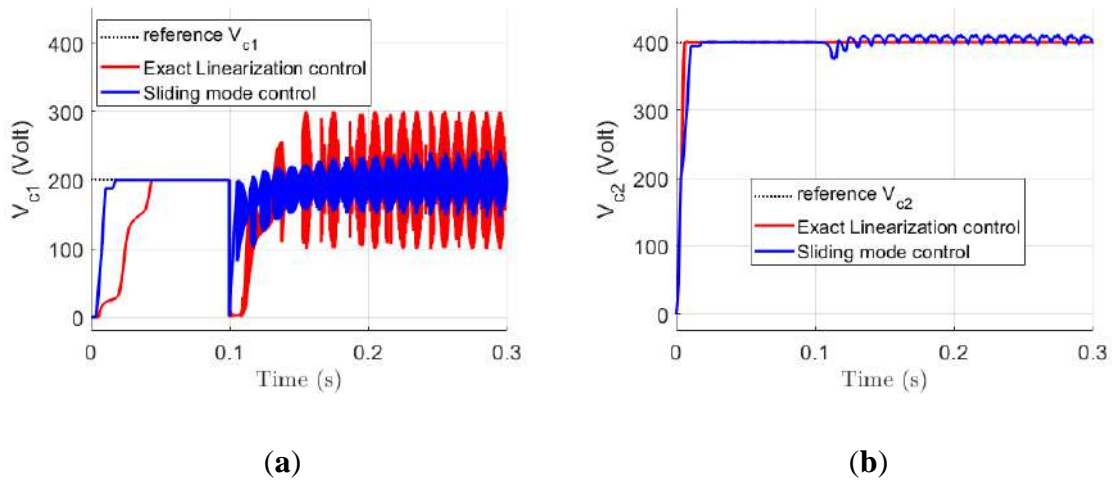 reference V_c1
Exact Linearization control
Sliding mode control
400
300
200
100
0
V_c1 (Volt)
0
0.1
0.2
0.3
Time (s)
(a)
400
300
200
100
0
V_c2 (Volt)
reference V_c2
Exact Linearization control
Sliding mode control
0
0.1
0.2
0.3
Time (s)
(b)